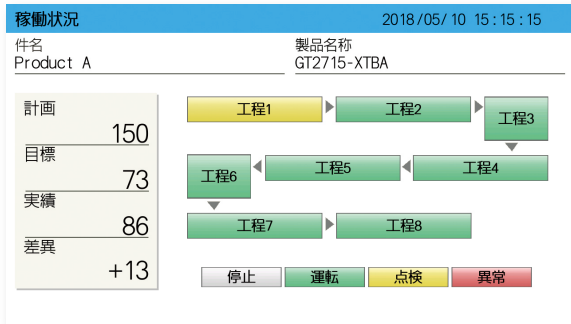 稼働状況 2018/05/10 15:15:15
件名 製品名称
Product A GT2715-XTBA
計画
150
目標
73
実績
86
差異
+13
工程1 工程2 工程3
工程6 工程5 工程4
工程7 工程8
停止 運転 点検 異常